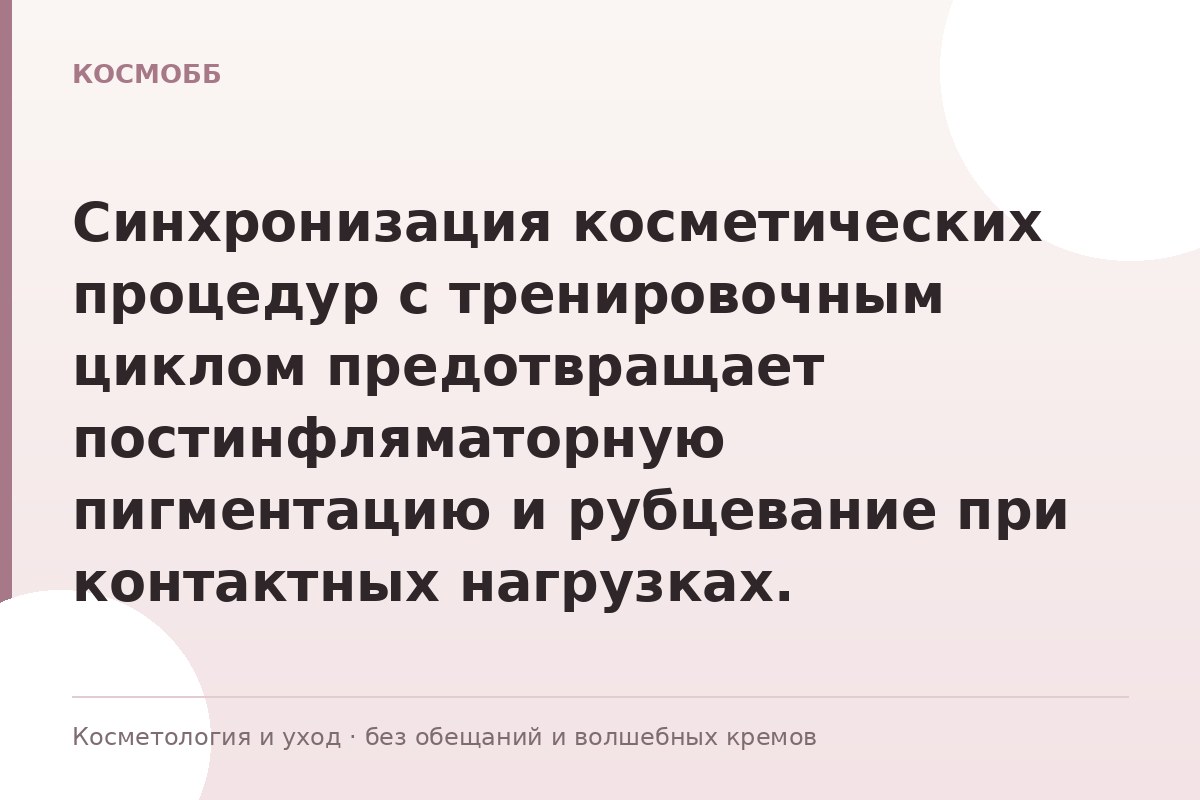 КОСМОББ
Синхронизация косметических
процедур с тренировочным
циклом предотвращает
постинфляматорную
пигментацию и рубцевание при
контактных нагрузках.
Косметология и уход · без обещаний и волшебных кремов